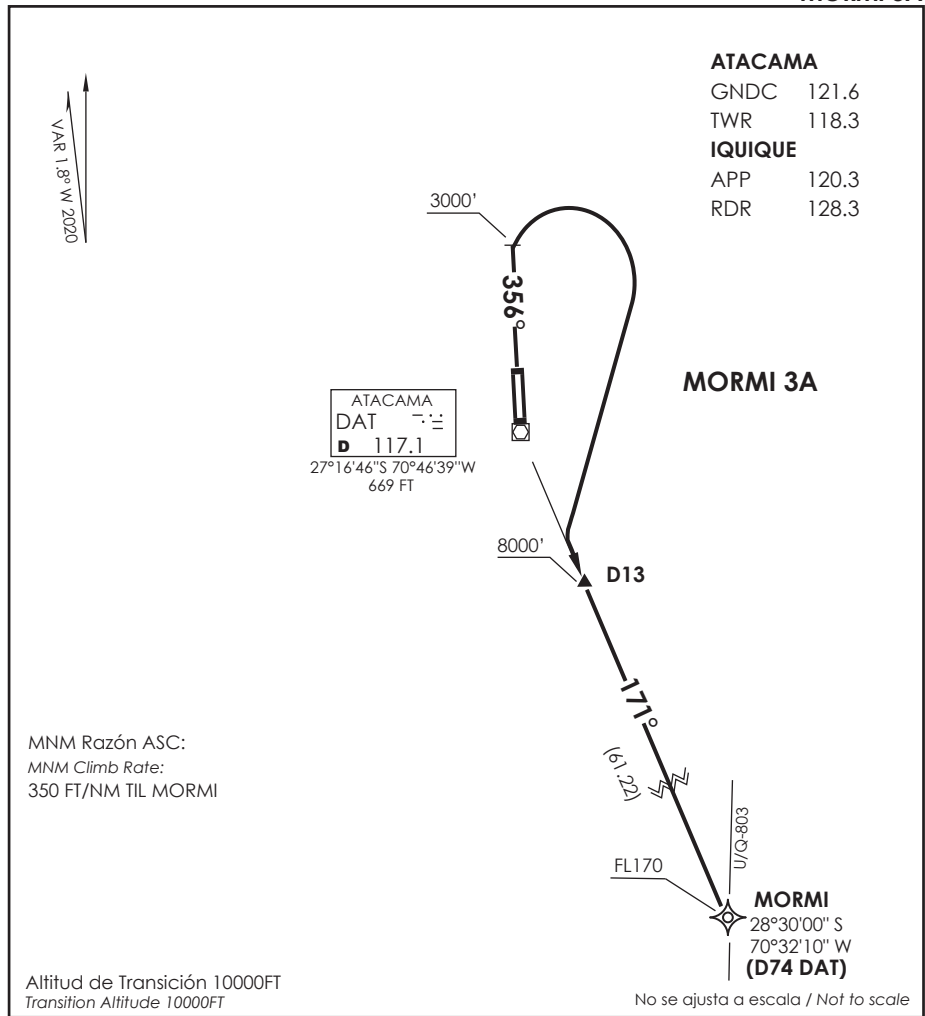 ATACAMA
GNDC 121.6
TWR 118.3
IQUIQUE
APP 120.3
RDR 128.3
VAR 1.8° W 2020
3000'
356°
MORMI 3A
ATACAMA
DAT
D 117.1
27°16'46"S 70°46'39"W
669 FT
8000'
D13
171°
(61.22)
U/Q-803
FL170
MORMI
28°30'00" S
70°32'10" W
(D74 DAT)
MNM Razón ASC:
MNM Climb Rate:
350 FT/NM TIL MORMI
Altitud de Transición 10000FT
Transition Altitude 10000FT
No se ajusta a escala / Not to scale